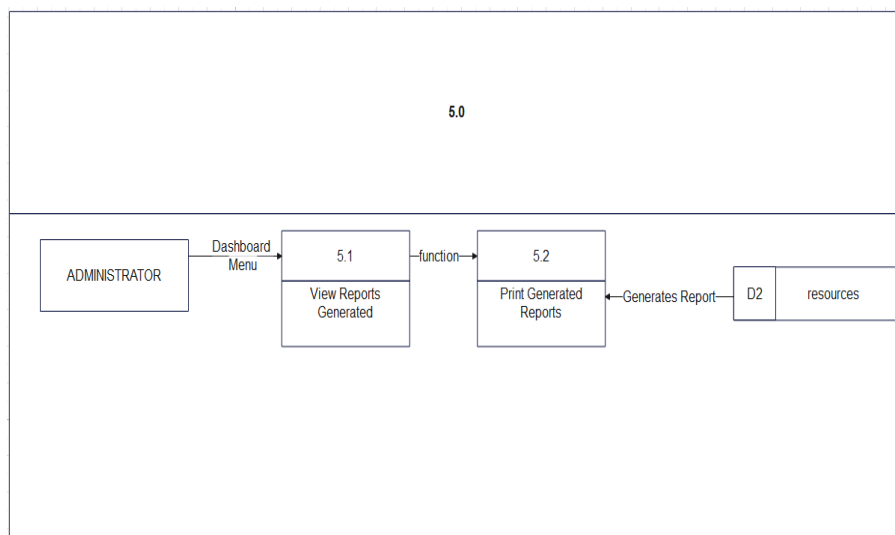 5.0
Dashboard
Menu
ADMINISTRATOR
5.1
View Reports
Generated
function
5.2
Print Generated
Reports
Generates Report
D2
resources